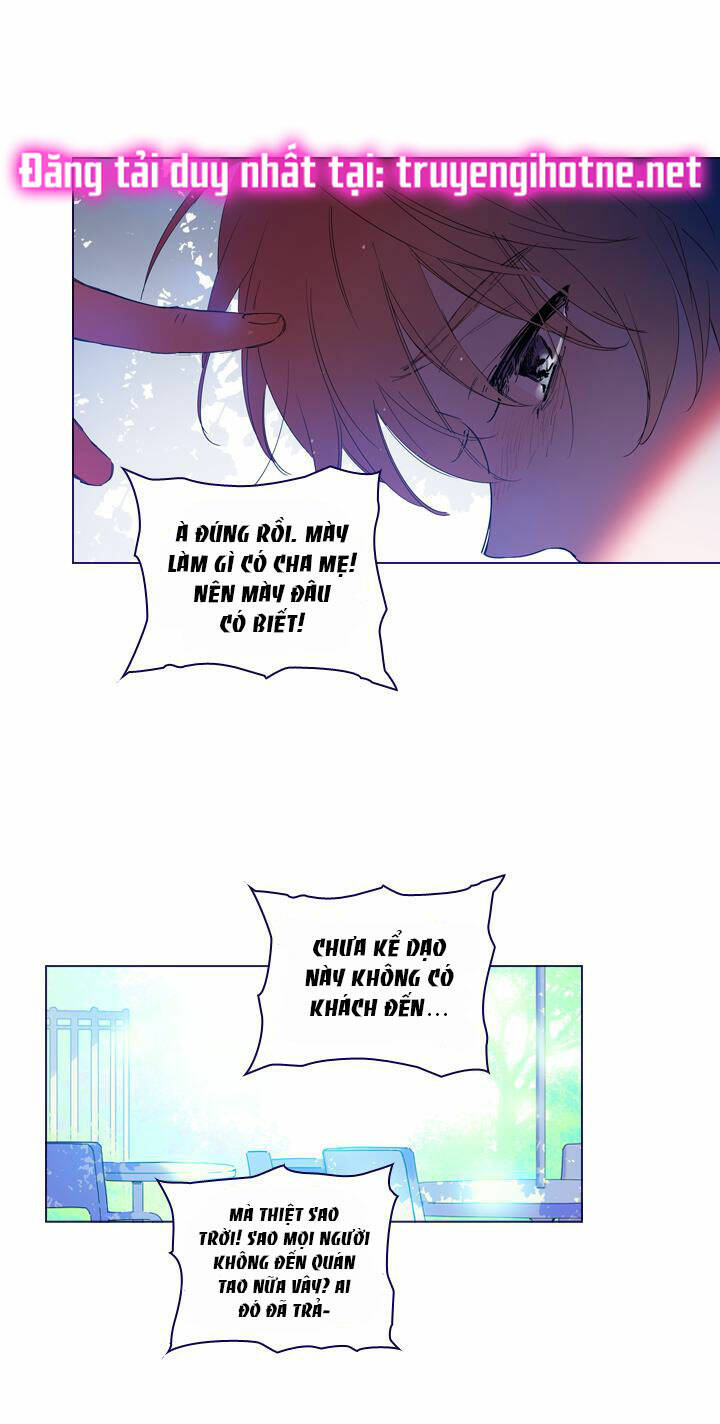 Đăng tải duy nhất tại: truyengihotne.net
À ĐÚNG RỒI. MÀY
LÀM GÌ CÓ CHA MẸ!
NÊN MÀY ĐÂU
CÓ BIẾT!
CHƯA KỂ DẠO
NÀY KHÔNG CÓ
KHÁCH ĐẾN...
MÀ THIỆT SAO
TRỜI! SAO MỌI NGƯỜI
KHÔNG ĐẾN QUÁN
TAO NỮA VẬY? AI
ĐÓ ĐÃ TRẢ-